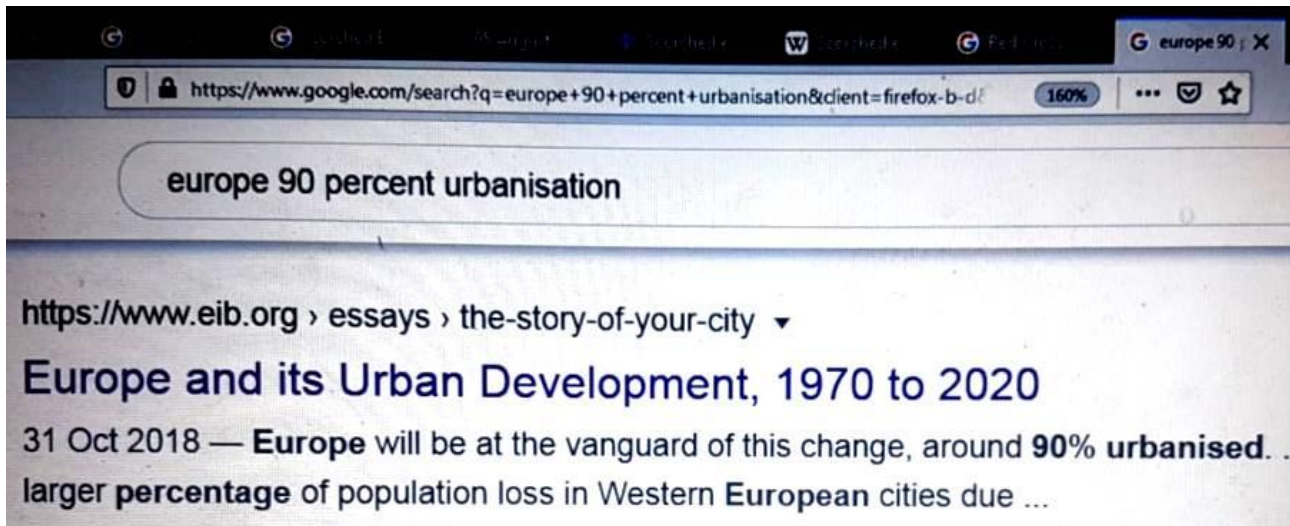 europe 90 p
https://www.google.com/search?q=europe+90+percent+urbanisation&client=firefox-b-d& 160%
europe 90 percent urbanisation
https://www.eib.org › essays › the-story-of-your-city
Europe and its Urban Development, 1970 to 2020
31 Oct 2018 — Europe will be at the vanguard of this change, around 90% urbanised. .
larger percentage of population loss in Western European cities due ...